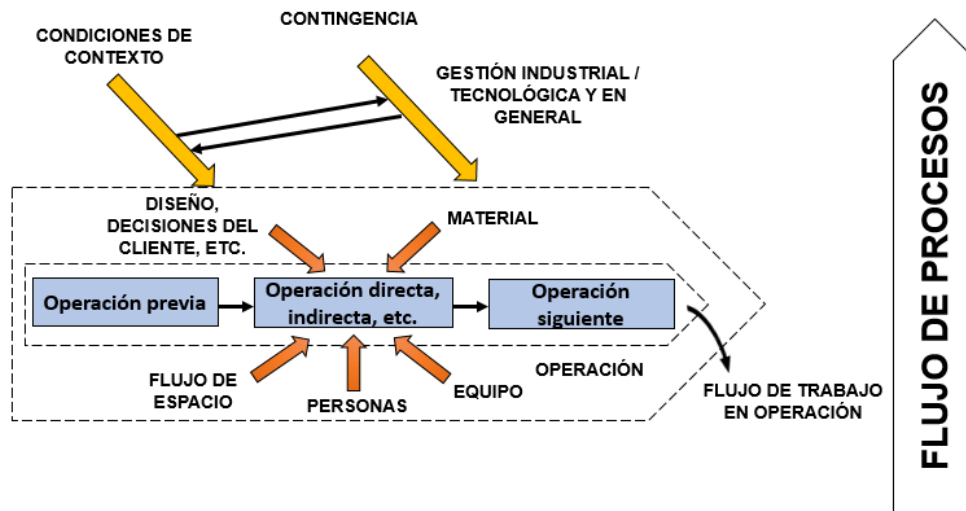 CONDICIONES DE
CONTEXTO
CONTINGENCIA
GESTIÓN INDUSTRIAL /
TECNOLÓGICA Y EN
GENERAL
DISEÑO,
DECISIONES DEL
CLIENTE, ETC.
MATERIAL
Operación previa
Operación directa,
indirecta, etc.
Operación
siguiente
FLUJO DE
ESPACIO
PERSONAS
EQUIPO
OPERACIÓN
FLUJO DE TRABAJO
EN OPERACIÓN
FLUJO DE PROCESOS